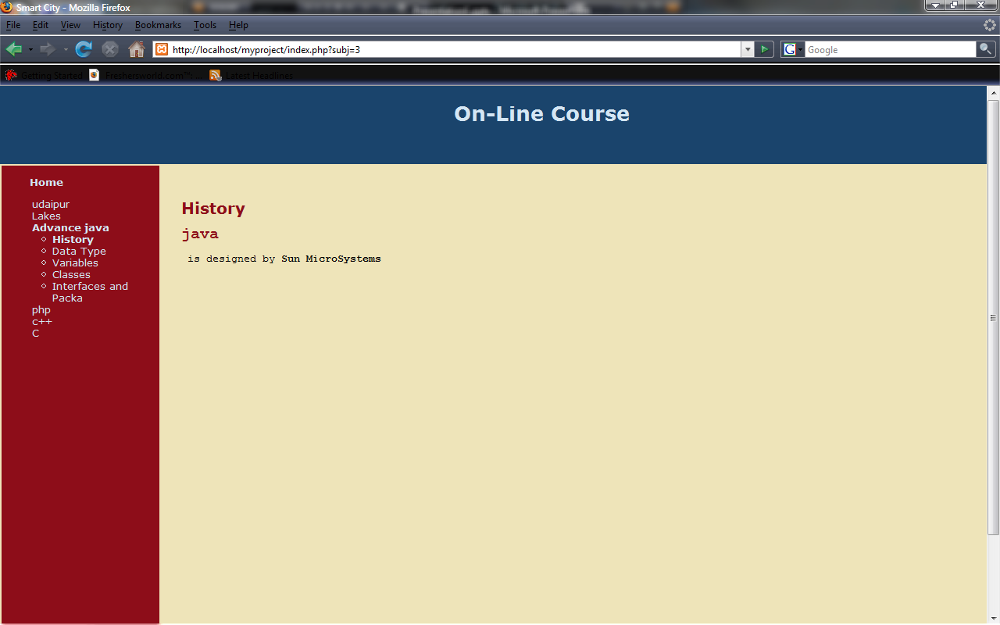 Smart City - Mozilla Firefox
File Edit View History Bookmarks Tools Help
http://localhost/myproject/index.php?subj=3
G Google
Getting Started Freshersworld.com™: ... Latest Headlines
On-Line Course
Home
udaipur
Lakes
Advance java
History
Data Type
Variables
Classes
Interfaces and
Packa
php
c++
C
History
java
is designed by Sun MicroSystems